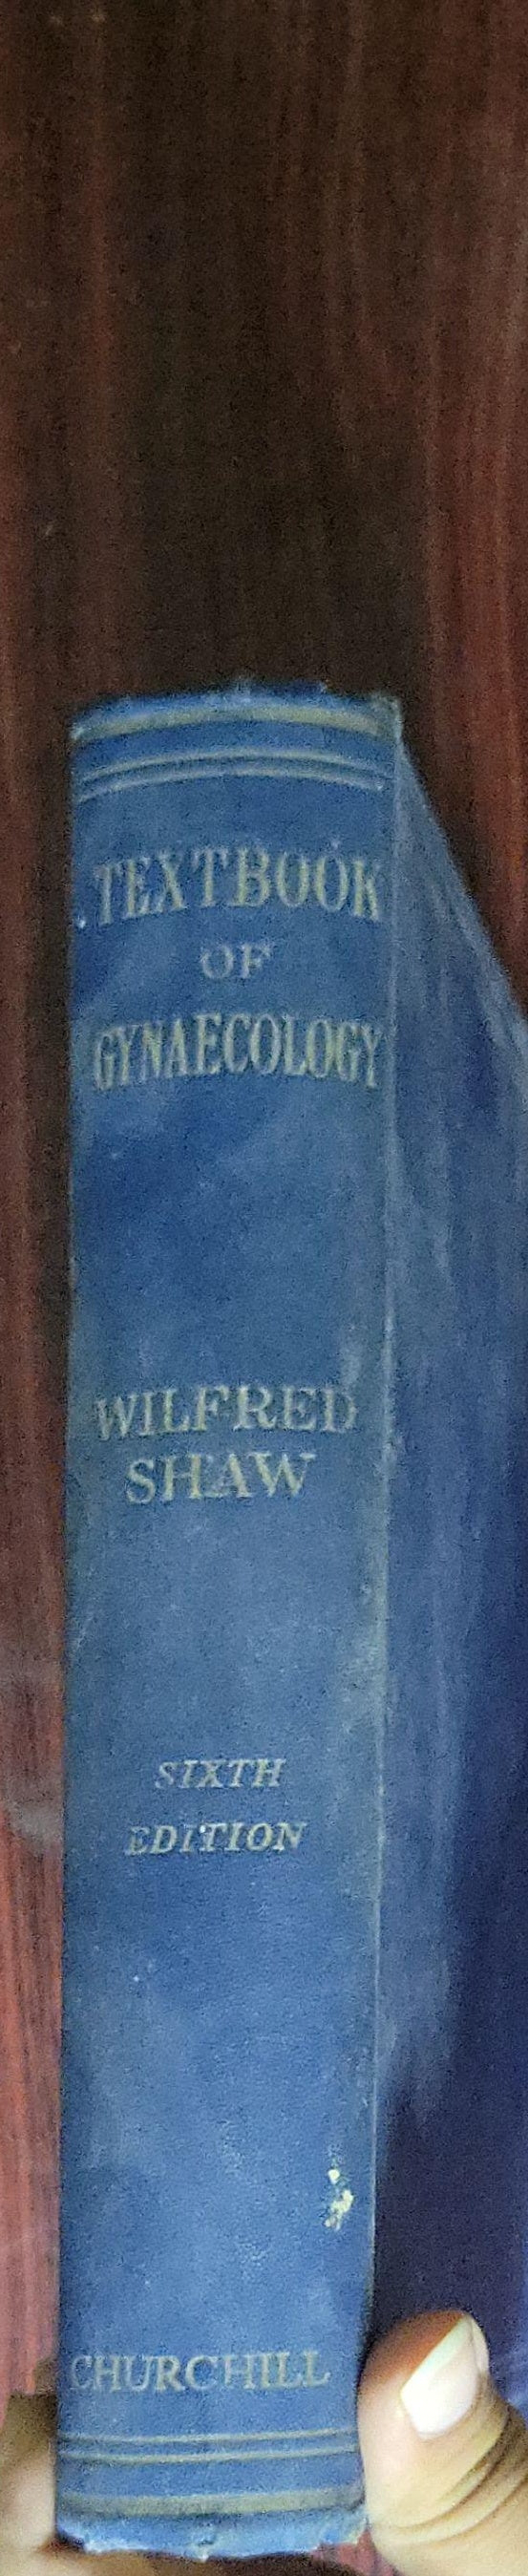 TEXTBOOK
OF
GYNAECOLOGY
WILFRED
SHAW
SIXTH
EDITION
CHURCHILL